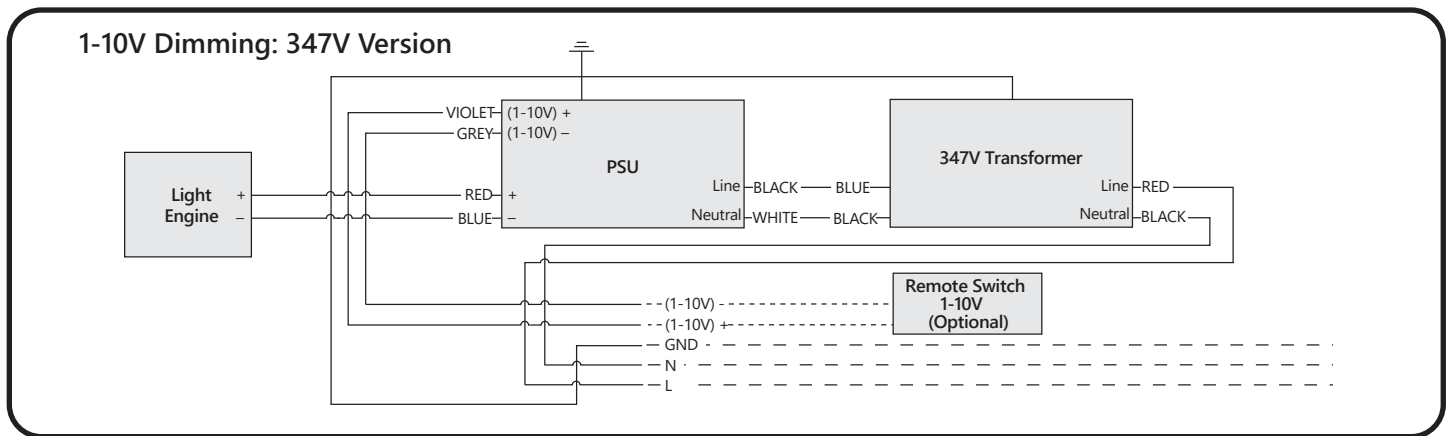 1-10V Dimming: 347V Version
VIOLET (1-10V) +
GREY (1-10V) –
PSU
347V Transformer
Light
Engine
+
–
RED +
BLUE –
Line BLACK BLUE
Neutral WHITE BLACK
Line RED
Neutral BLACK
Remote Switch
1-10V
(Optional)
(1-10V) -
(1-10V) +
GND
N
L